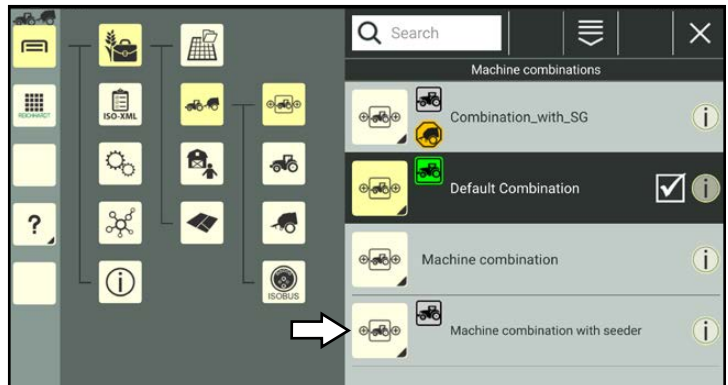 Search
Machine combinations
REICHHARDT
ISO-XML
Combination_with_SG
i
Default Combination
i
?
Machine combination
i
i
ISOBUS
Machine combination with seeder
i